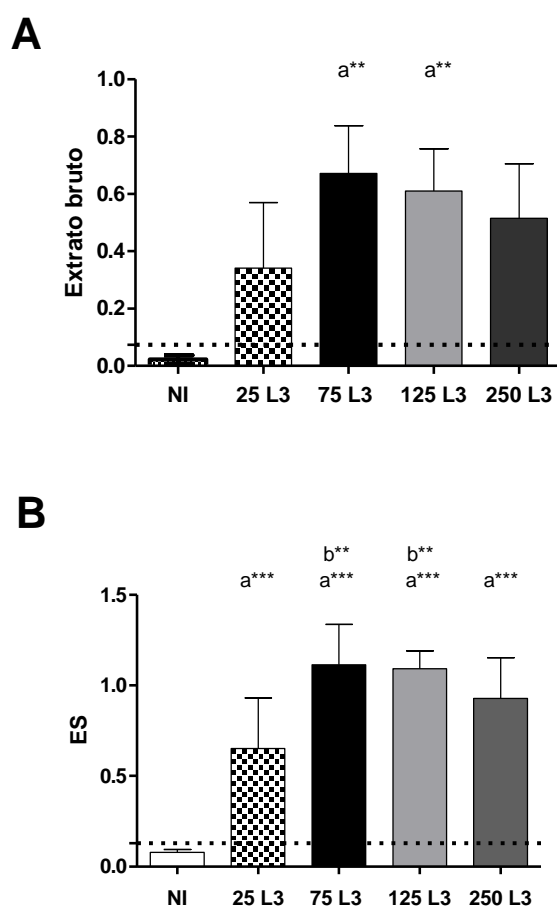 A
a** a**
1.0
0.8
0.6
0.4
0.2
0.0
Extrato bruto
NI 25 L3 75 L3 125 L3 250 L3
B
b** b**
a*** a*** a*** a***
1.5
1.0
0.5
0.0
ES
NI 25 L3 75 L3 125 L3 250 L3